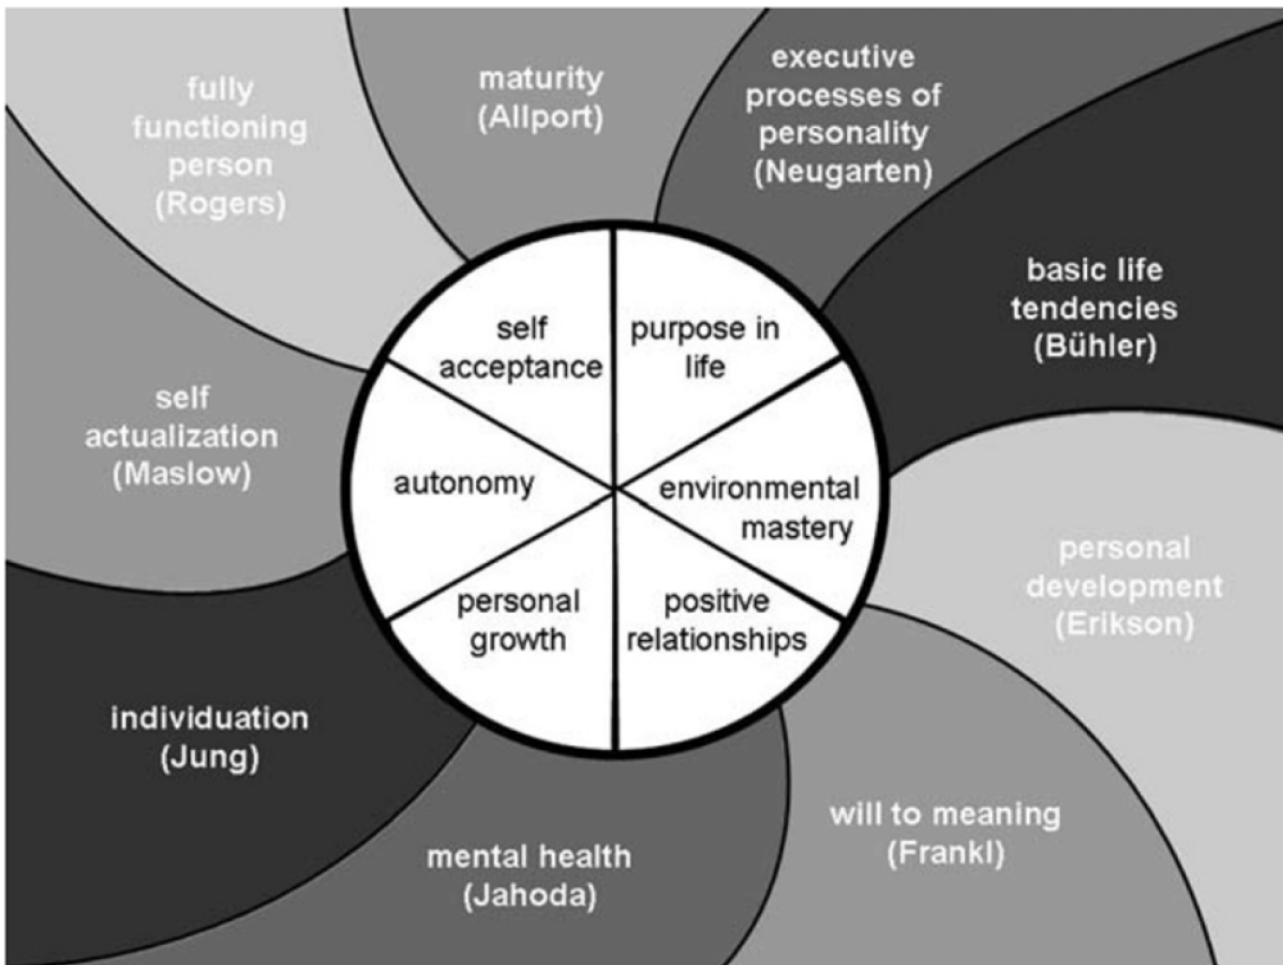 fully
functioning
person
(Rogers)
maturity
(Allport)
executive
processes of
personality
(Neugarten)
basic life
tendencies
(Bühler)
personal
development
(Erikson)
will to meaning
(Frankl)
mental health
(Jahoda)
individuation
(Jung)
self
actualization
(Maslow)
self
acceptance
purpose in
life
environmental
mastery
positive
relationships
personal
growth
autonomy